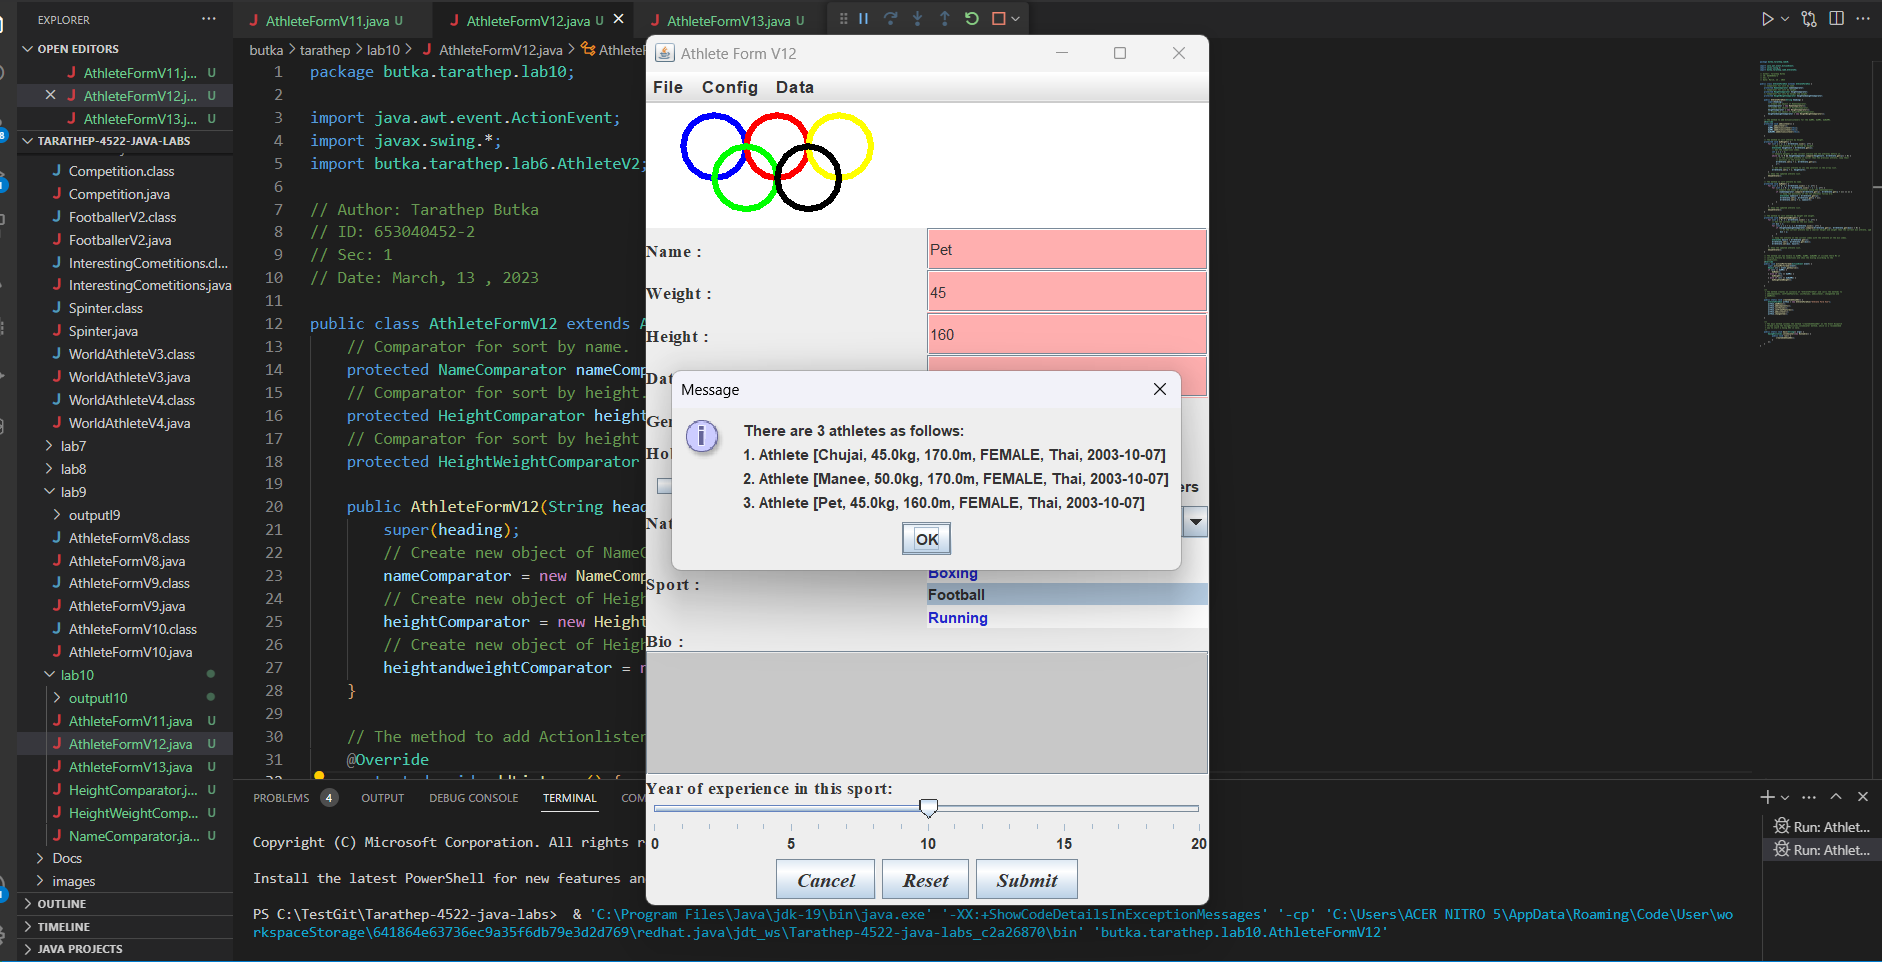 EXPLORER
OPEN EDITORS
AthleteFormV11.j... U
AthleteFormV12.j... U
AthleteFormV13.j... U
TARATHEP-4522-JAVA-LABS
Competition.class
Competition.java
FootballerV2.class
FootballerV2.java
InterestingCometitions.cl...
InterestingCometitions.java
Spinter.class
Spinter.java
WorldAthleteV3.class
WorldAthleteV3.java
WorldAthleteV4.class
WorldAthleteV4.java
lab7
lab8
lab9
outputl9
AthleteFormV8.class
AthleteFormV8.java
AthleteFormV9.class
AthleteFormV9.java
AthleteFormV10.class
AthleteFormV10.java
lab10
outputl10
AthleteFormV11.java U
AthleteFormV12.java U
AthleteFormV13.java U
HeightComparator.j... U
HeightWeightComp... U
NameComparator.ja... U
Docs
images
OUTLINE
TIMELINE
JAVA PROJECTS
AthleteFormV11.java U
AthleteFormV12.java U
AthleteFormV13.java U
butka > tarathep > lab10 > AthleteFormV12.java > AthleteF
1 package butka.tarathep.lab10;
2
3 import java.awt.event.ActionEvent;
4 import javax.swing.*;
5 import butka.tarathep.lab6.AthleteV2;
6
7 // Author: Tarathep Butka
8 // ID: 653040452-2
9 // Sec: 1
10 // Date: March, 13 , 2023
11
12 public class AthleteFormV12 extends A
13 // Comparator for sort by name.
14 protected NameComparator nameComp
15 // Comparator for sort by height.
16 protected HeightComparator height
17 // Comparator for sort by height
18 protected HeightWeightComparator
19
20 public AthleteFormV12(String head
21 super(heading);
22 // Create new object of NameC
23 nameComparator = new NameComp
24 // Create new object of Heigh
25 heightComparator = new Height
26 // Create new object of Heigh
27 heightandweightComparator = n
28 }
29
30 // The method to add Actionlister
31 @Override
Athlete Form V12
File Config Data
Name :
Pet
Weight :
45
Height :
160
Dat
Gen
Hol
ers
Nat
Message
There are 3 athletes as follows:
1. Athlete [Chujai, 45.0kg, 170.0m, FEMALE, Thai, 2003-10-07]
2. Athlete [Manee, 50.0kg, 170.0m, FEMALE, Thai, 2003-10-07]
3. Athlete [Pet, 45.0kg, 160.0m, FEMALE, Thai, 2003-10-07]
OK
Sport :
Boxing
Football
Running
Bio :
Year of experience in this sport:
0 5 10 15 20
Cancel Reset Submit
PROBLEMS 4 OUTPUT DEBUG CONSOLE TERMINAL COM
Copyright (C) Microsoft Corporation. All rights r
Install the latest PowerShell for new features an
PS C:\TestGit\Tarathep-4522-java-labs> & 'C:\Program Files\Java\jdk-19\bin\java.exe' '-XX:+ShowCodeDetailsInExceptionMessages' '-cp' 'C:\Users\ACER NITRO 5\AppData\Roaming\Code\User\wo
rkspaceStorage\641864e63736ec9a35f6db79e3d2d769\redhat.java\jdt_ws\Tarathep-4522-java-labs_c2a26870\bin' 'butka.tarathep.lab10.AthleteFormV12'
Run: Athlet...
Run: Athlet...